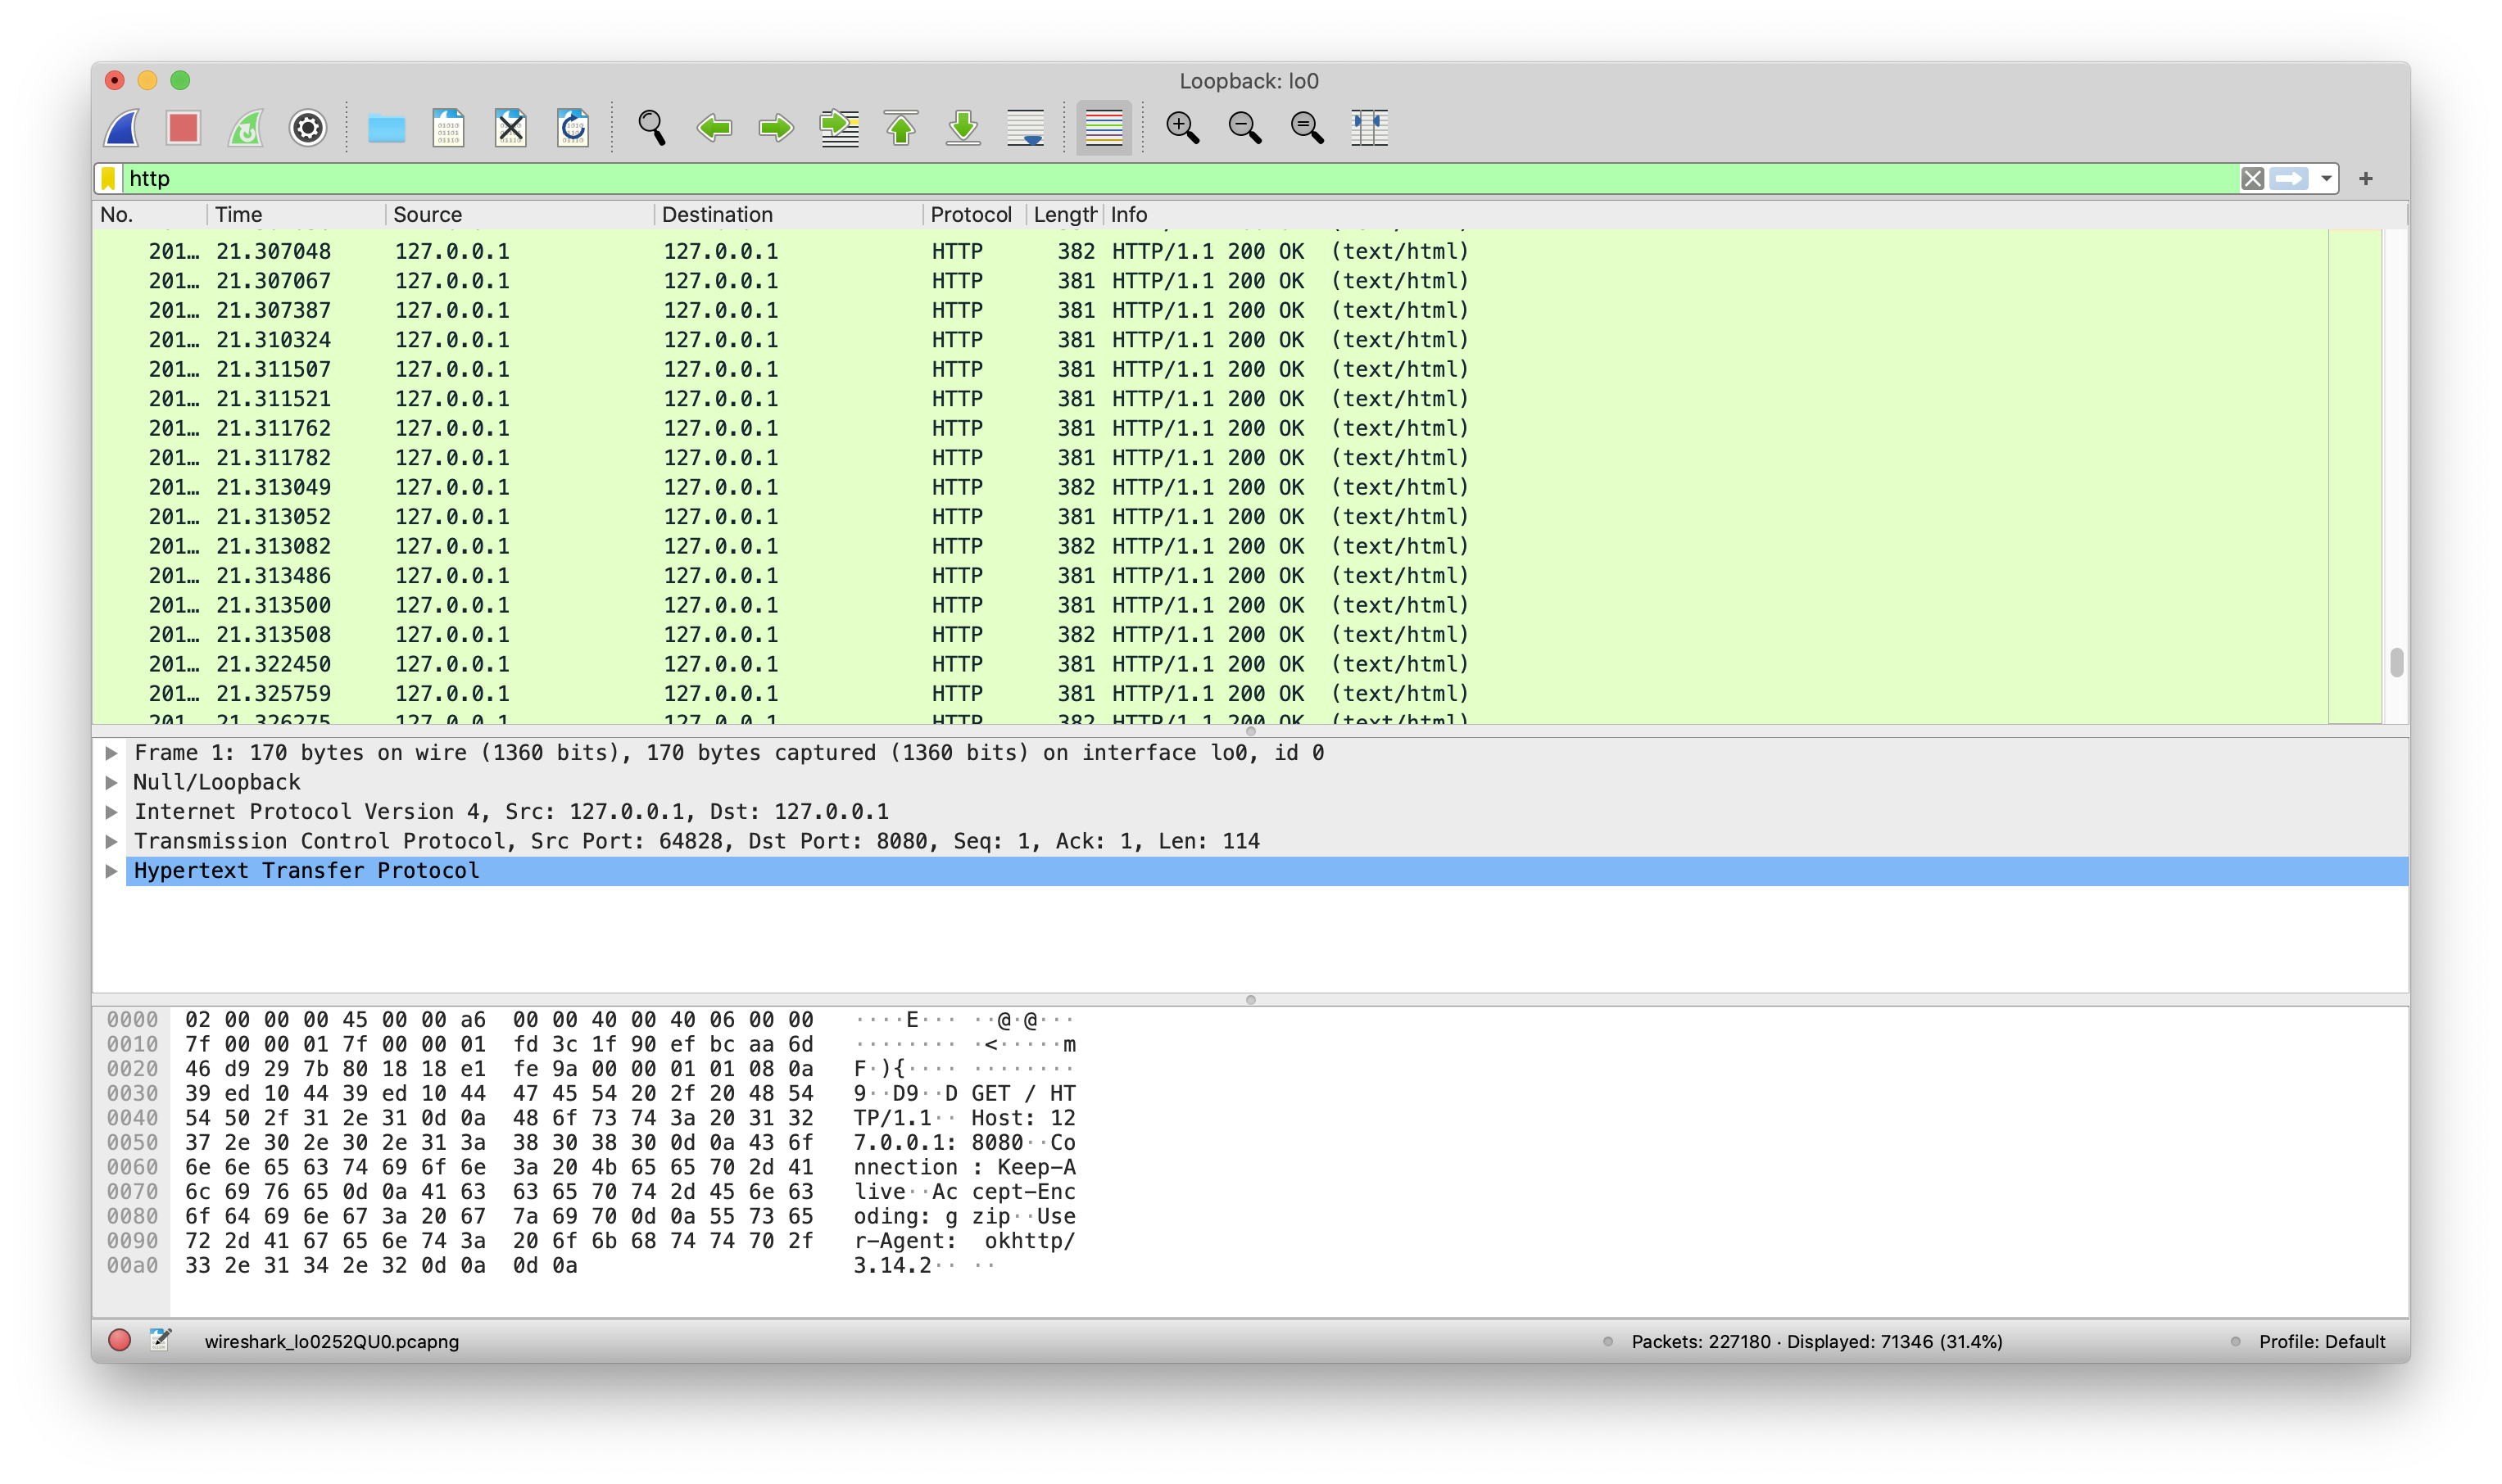 Loopback: lo0
http
No. Time Source Destination Protocol Length Info
201… 21.307048 127.0.0.1 127.0.0.1 HTTP 382 HTTP/1.1 200 OK (text/html)
201… 21.307067 127.0.0.1 127.0.0.1 HTTP 381 HTTP/1.1 200 OK (text/html)
201… 21.307387 127.0.0.1 127.0.0.1 HTTP 381 HTTP/1.1 200 OK (text/html)
201… 21.310324 127.0.0.1 127.0.0.1 HTTP 381 HTTP/1.1 200 OK (text/html)
201… 21.311507 127.0.0.1 127.0.0.1 HTTP 381 HTTP/1.1 200 OK (text/html)
201… 21.311521 127.0.0.1 127.0.0.1 HTTP 381 HTTP/1.1 200 OK (text/html)
201… 21.311762 127.0.0.1 127.0.0.1 HTTP 381 HTTP/1.1 200 OK (text/html)
201… 21.311782 127.0.0.1 127.0.0.1 HTTP 381 HTTP/1.1 200 OK (text/html)
201… 21.313049 127.0.0.1 127.0.0.1 HTTP 382 HTTP/1.1 200 OK (text/html)
201… 21.313052 127.0.0.1 127.0.0.1 HTTP 381 HTTP/1.1 200 OK (text/html)
201… 21.313082 127.0.0.1 127.0.0.1 HTTP 382 HTTP/1.1 200 OK (text/html)
201… 21.313486 127.0.0.1 127.0.0.1 HTTP 381 HTTP/1.1 200 OK (text/html)
201… 21.313500 127.0.0.1 127.0.0.1 HTTP 381 HTTP/1.1 200 OK (text/html)
201… 21.313508 127.0.0.1 127.0.0.1 HTTP 382 HTTP/1.1 200 OK (text/html)
201… 21.322450 127.0.0.1 127.0.0.1 HTTP 381 HTTP/1.1 200 OK (text/html)
201… 21.325759 127.0.0.1 127.0.0.1 HTTP 381 HTTP/1.1 200 OK (text/html)
201… 21.326275 127.0.0.1 127.0.0.1 HTTP 382 HTTP/1.1 200 OK (text/html)
Frame 1: 170 bytes on wire (1360 bits), 170 bytes captured (1360 bits) on interface lo0, id 0
Null/Loopback
Internet Protocol Version 4, Src: 127.0.0.1, Dst: 127.0.0.1
Transmission Control Protocol, Src Port: 64828, Dst Port: 8080, Seq: 1, Ack: 1, Len: 114
Hypertext Transfer Protocol
0000 02 00 00 00 45 00 00 a6 00 00 40 00 40 06 00 00 ····E··· ··@·@···
0010 7f 00 00 01 7f 00 00 01 fd 3c 1f 90 ef bc aa 6d ········ ·<·····m
0020 46 d9 29 7b 80 18 18 e1 fe 9a 00 00 01 01 08 0a F·){···· ········
0030 39 ed 10 44 39 ed 10 44 47 45 54 20 2f 20 48 54 9··D9··D GET / HT
0040 54 50 2f 31 2e 31 0d 0a 48 6f 73 74 3a 20 31 32 TP/1.1·· Host: 12
0050 37 2e 30 2e 30 2e 31 3a 38 30 38 30 0d 0a 43 6f 7.0.0.1: 8080··Co
0060 6e 6e 65 63 74 69 6f 6e 3a 20 4b 65 65 70 2d 41 nnection : Keep-A
0070 6c 69 76 65 0d 0a 41 63 63 65 70 74 2d 45 6e 63 live··Ac cept-Enc
0080 6f 64 69 6e 67 3a 20 67 7a 69 70 0d 0a 55 73 65 oding: g zip··Use
0090 72 2d 41 67 65 6e 74 3a 20 6f 6b 68 74 74 70 2f r-Agent: okhttp/
00a0 33 2e 31 34 2e 32 0d 0a 0d 0a 3.14.2·· ··
wireshark_lo0252QU0.pcapng Packets: 227180 · Displayed: 71346 (31.4%) Profile: Default